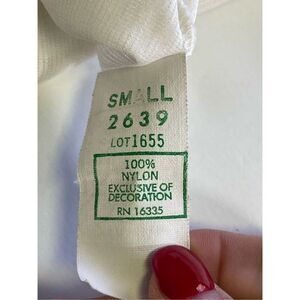 SMALL
2639
LOT 1655
100%
NYLON
EXCLUSIVE OF
DECORATION
RN 16335